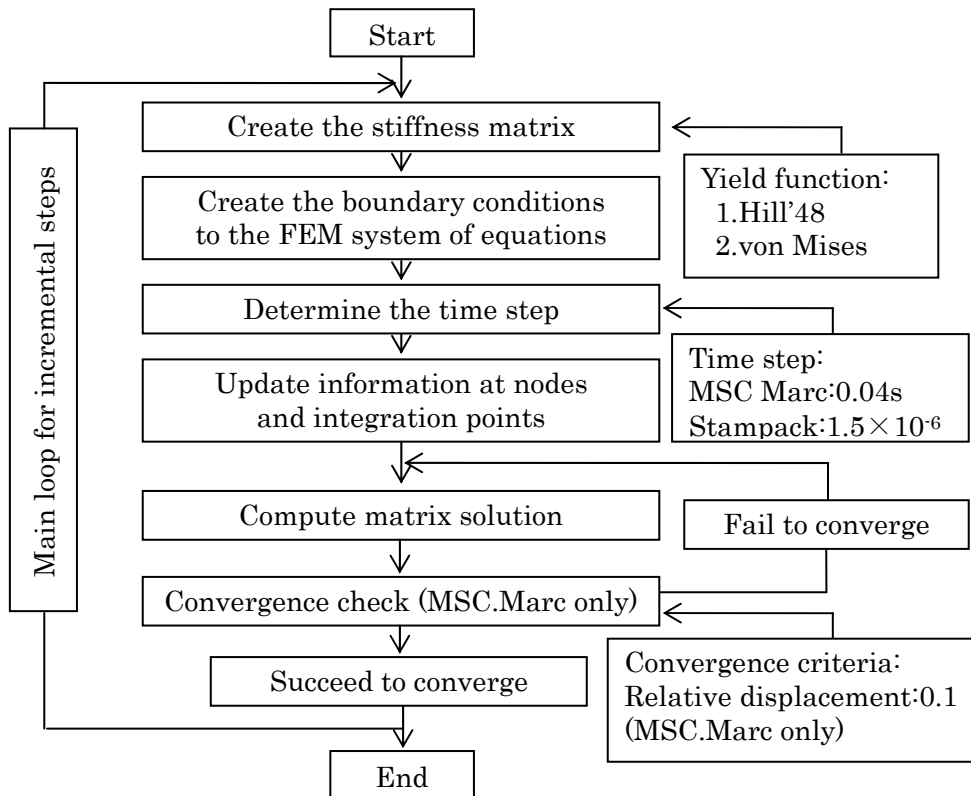 Start
Main loop for incremental steps
Create the stiffness matrix
Yield function:
1.Hill’48
2.von Mises
Create the boundary conditions
to the FEM system of equations
Determine the time step
Time step:
MSC Marc:0.04s
Stampack:1.5×10⁻⁶
Update information at nodes
and integration points
Compute matrix solution
Fail to converge
Convergence check (MSC.Marc only)
Convergence criteria:
Relative displacement:0.1
(MSC.Marc only)
Succeed to converge
End